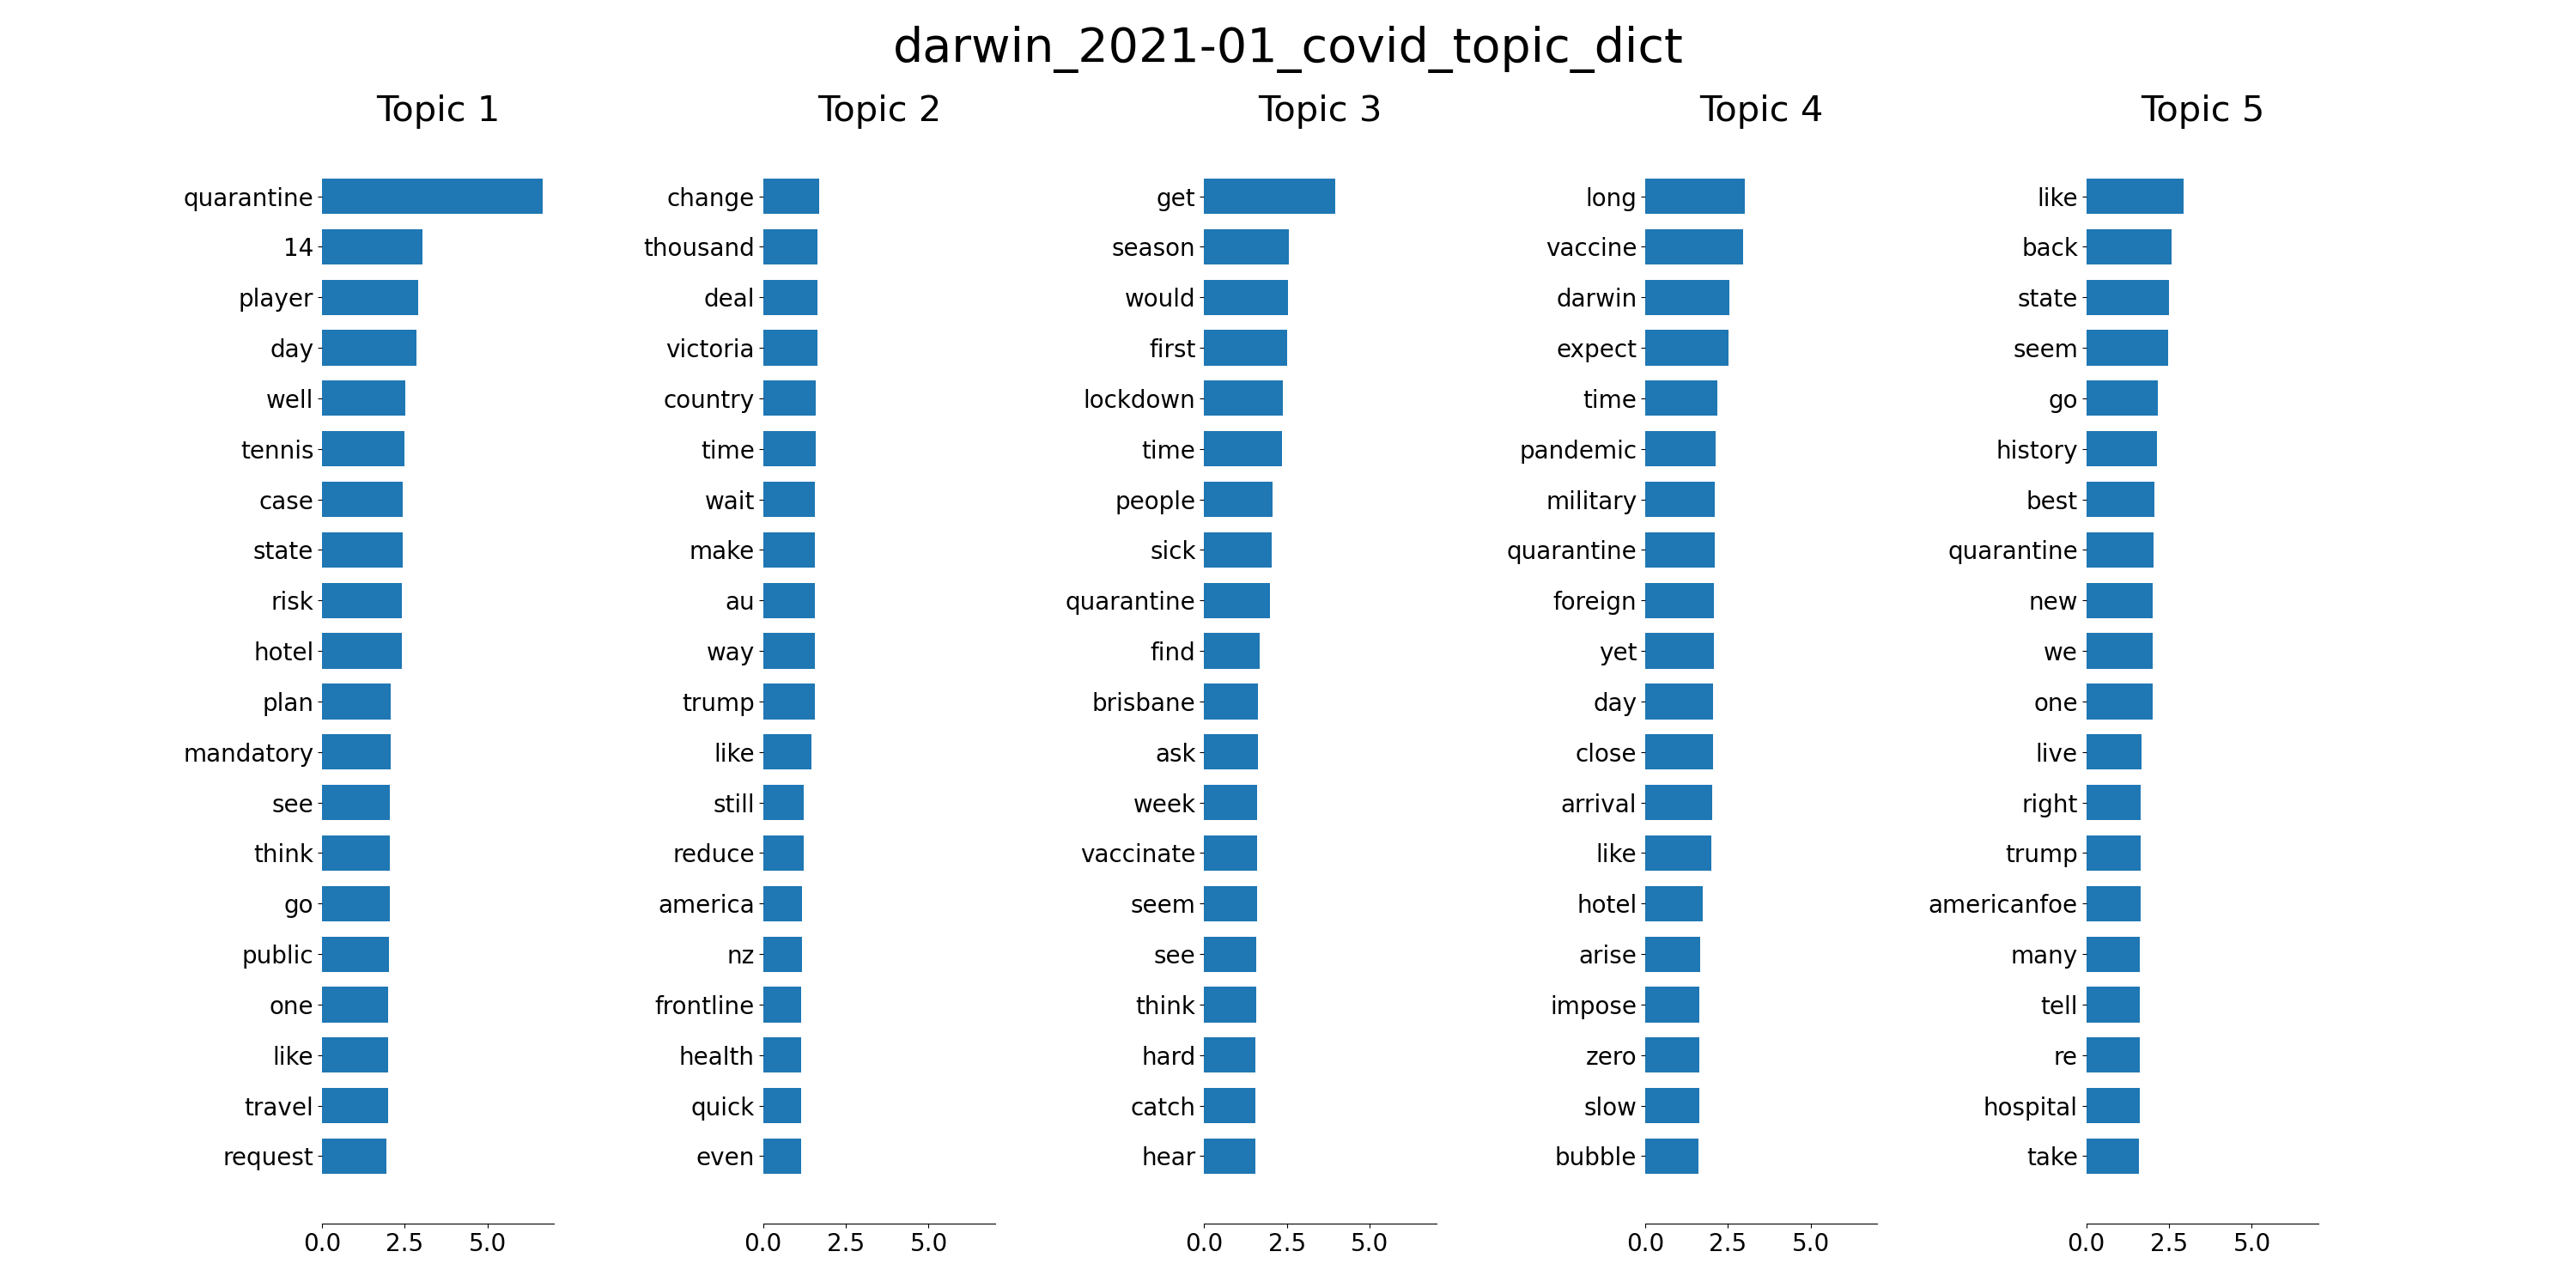 darwin_2021-01_covid_topic_dict
Topic 1
quarantine
14
player
day
well
tennis
case
state
risk
hotel
plan
mandatory
see
think
go
public
one
like
travel
request
0.0 2.5 5.0
Topic 2
change
thousand
deal
victoria
country
time
wait
make
au
way
trump
like
still
reduce
america
nz
frontline
health
quick
even
0.0 2.5 5.0
Topic 3
get
season
would
first
lockdown
time
people
sick
quarantine
find
brisbane
ask
week
vaccinate
seem
see
think
hard
catch
hear
0.0 2.5 5.0
Topic 4
long
vaccine
darwin
expect
time
pandemic
military
quarantine
foreign
yet
day
close
arrival
like
hotel
arise
impose
zero
slow
bubble
0.0 2.5 5.0
Topic 5
like
back
state
seem
go
history
best
quarantine
new
we
one
live
right
trump
americanfoe
many
tell
re
hospital
take
0.0 2.5 5.0